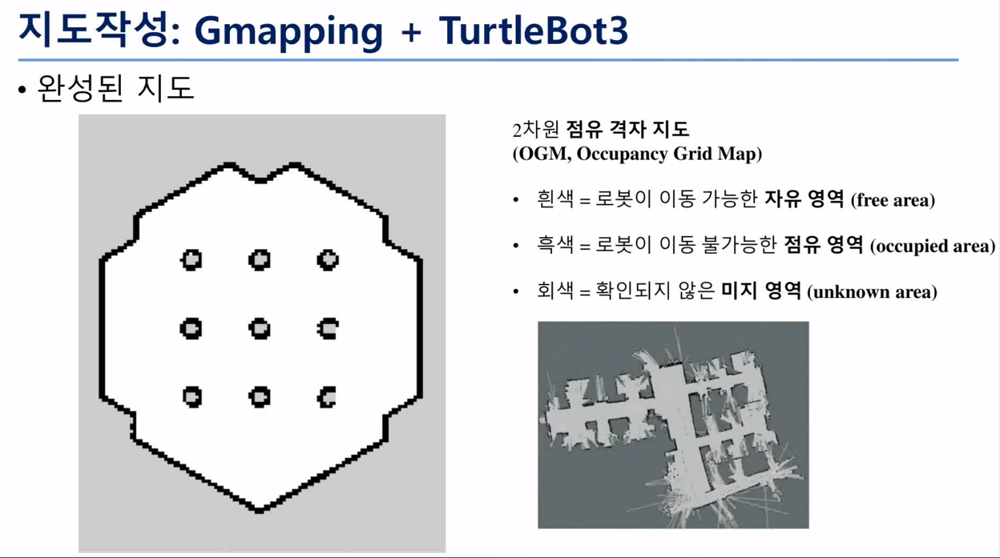 지도작성: Gmapping + TurtleBot3
• 완성된 지도
2차원 점유 격자 지도
(OGM, Occupancy Grid Map)
• 흰색 = 로봇이 이동 가능한 자유 영역 (free area)
• 흑색 = 로봇이 이동 불가능한 점유 영역 (occupied area)
• 회색 = 확인되지 않은 미지 영역 (unknown area)